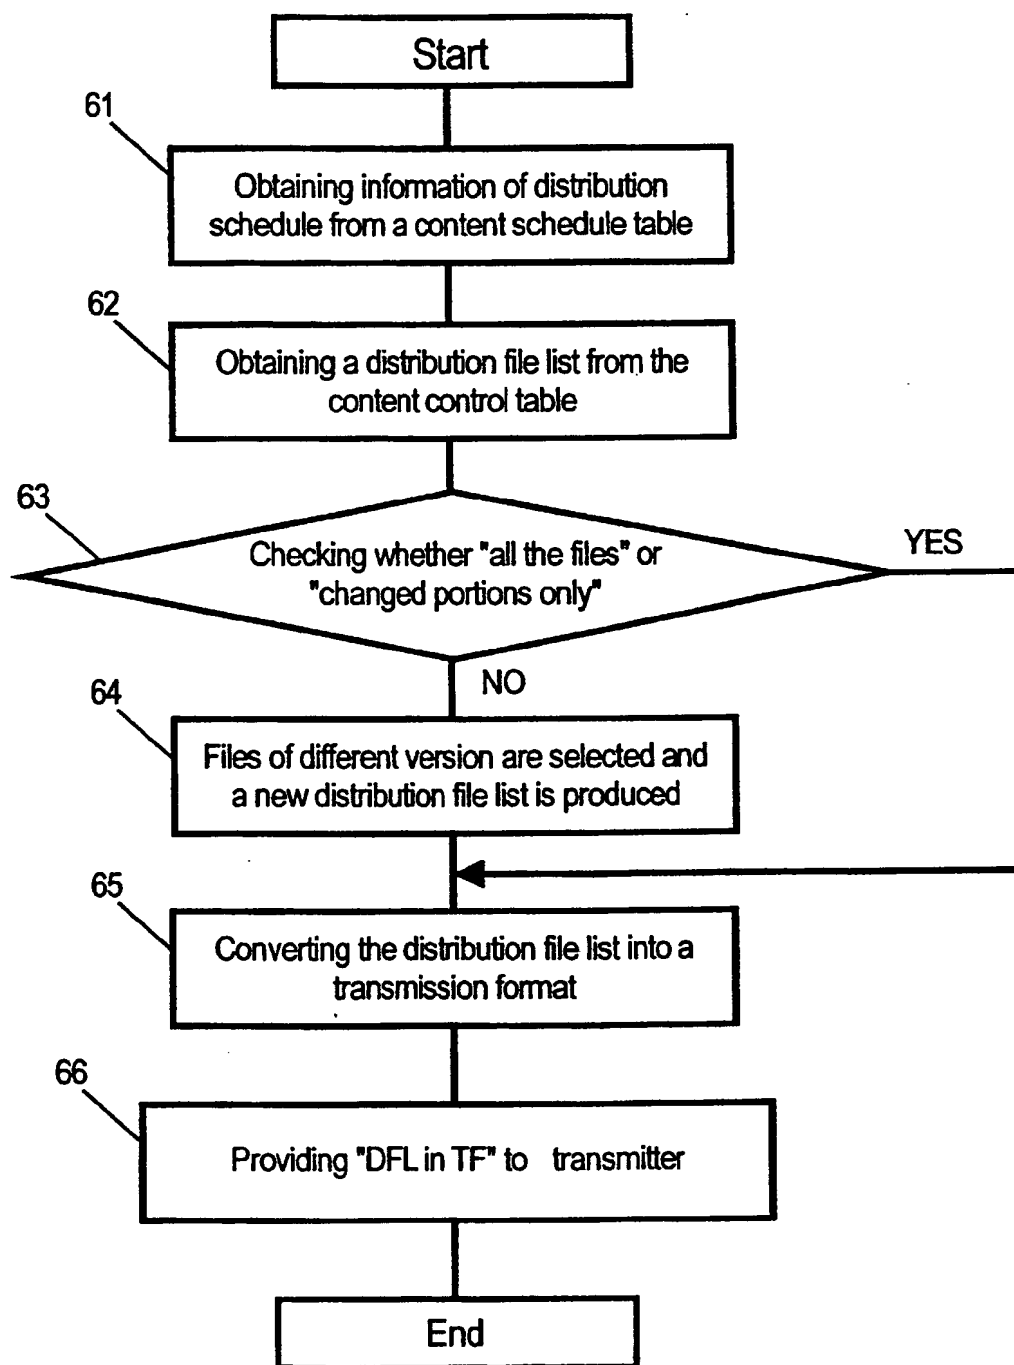 Start
61
Obtaining information of distribution
schedule from a content schedule table
62
Obtaining a distribution file list from the
content control table
63
Checking whether "all the files" or
"changed portions only"
YES
NO
64
Files of different version are selected and
a new distribution file list is produced
65
Converting the distribution file list into a
transmission format
66
Providing "DFL in TF" to transmitter
End